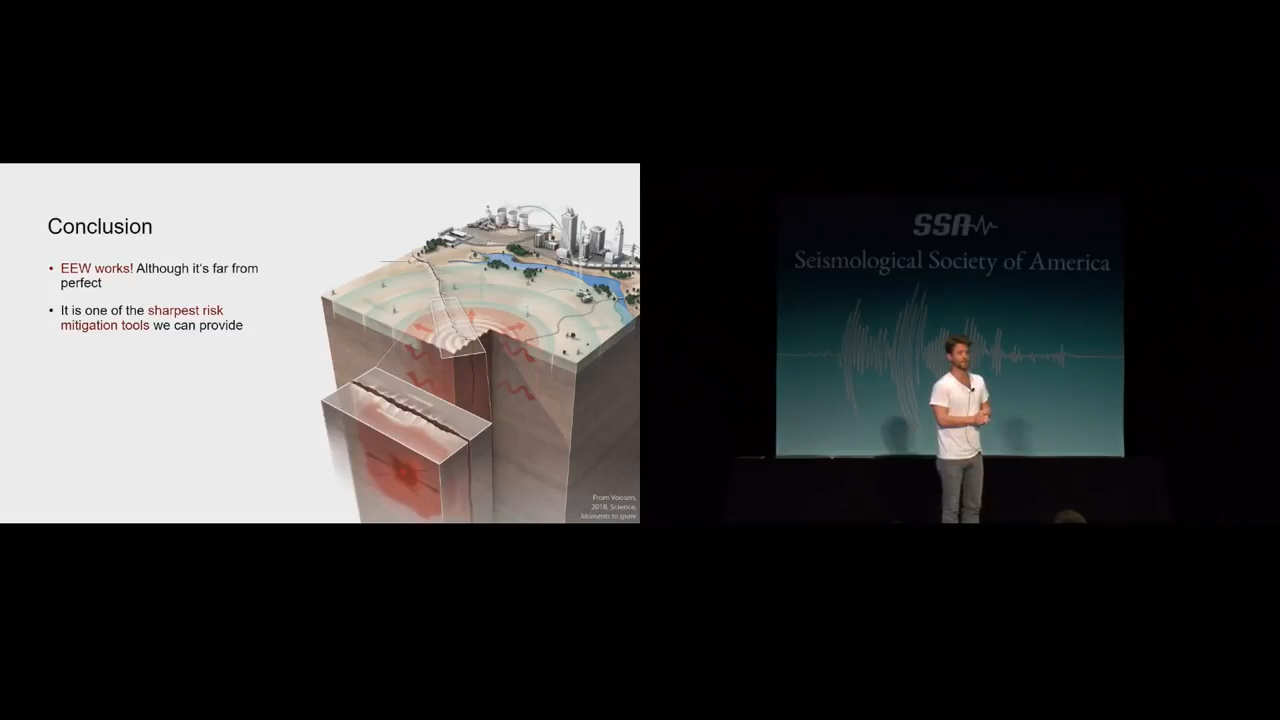 Conclusion
• EEW works! Although it's far from
perfect
• It is one of the sharpest risk
mitigation tools we can provide
From Voosen,
2018, Science,
Moments to spare
SSA
Seismological Society of America